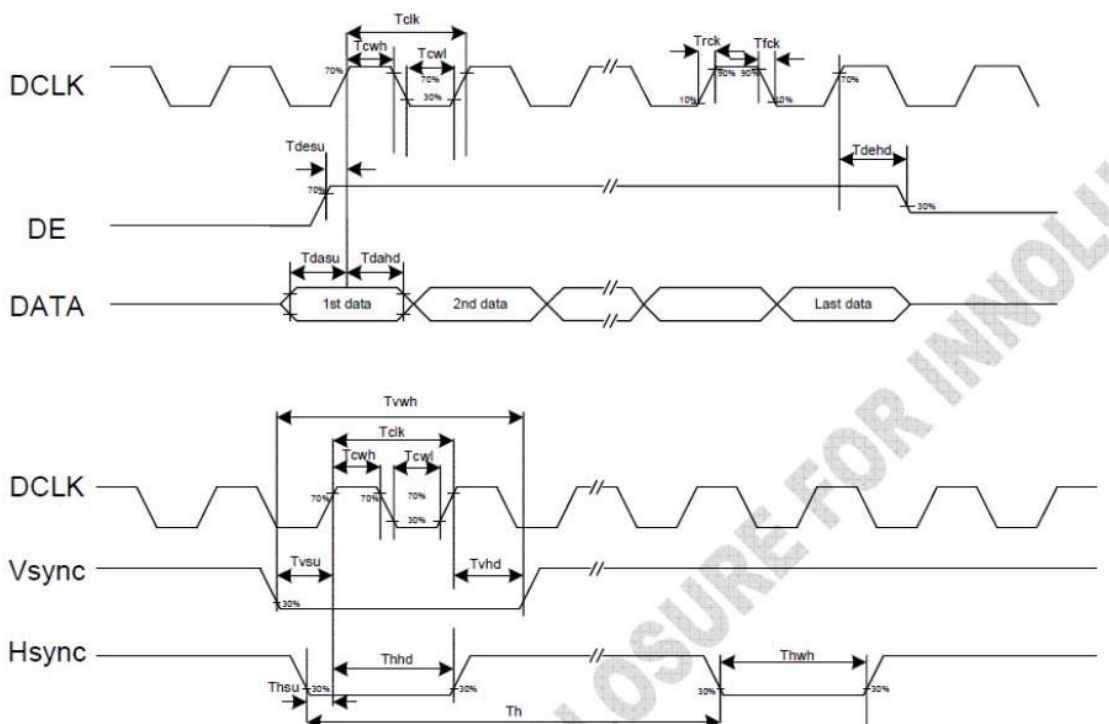 Tclk
Tcwh Tcwl Trck Tfck
DCLK 70% 70% 30% 10% 90% 90% 10% 70%
Tdesu Tdehd
DE 70% 30%
Tdasu Tdahd
DATA 1st data 2nd data Last data
Tvwh
Tclk
Tcwh Tcwl
DCLK 70% 70% 70% 30%
Vsync Tvsu Tvhd
30%
Hsync Thhd Thwh
Thsu 30% 30% 30% 30%
Th
LOSURE FOR INNOLU